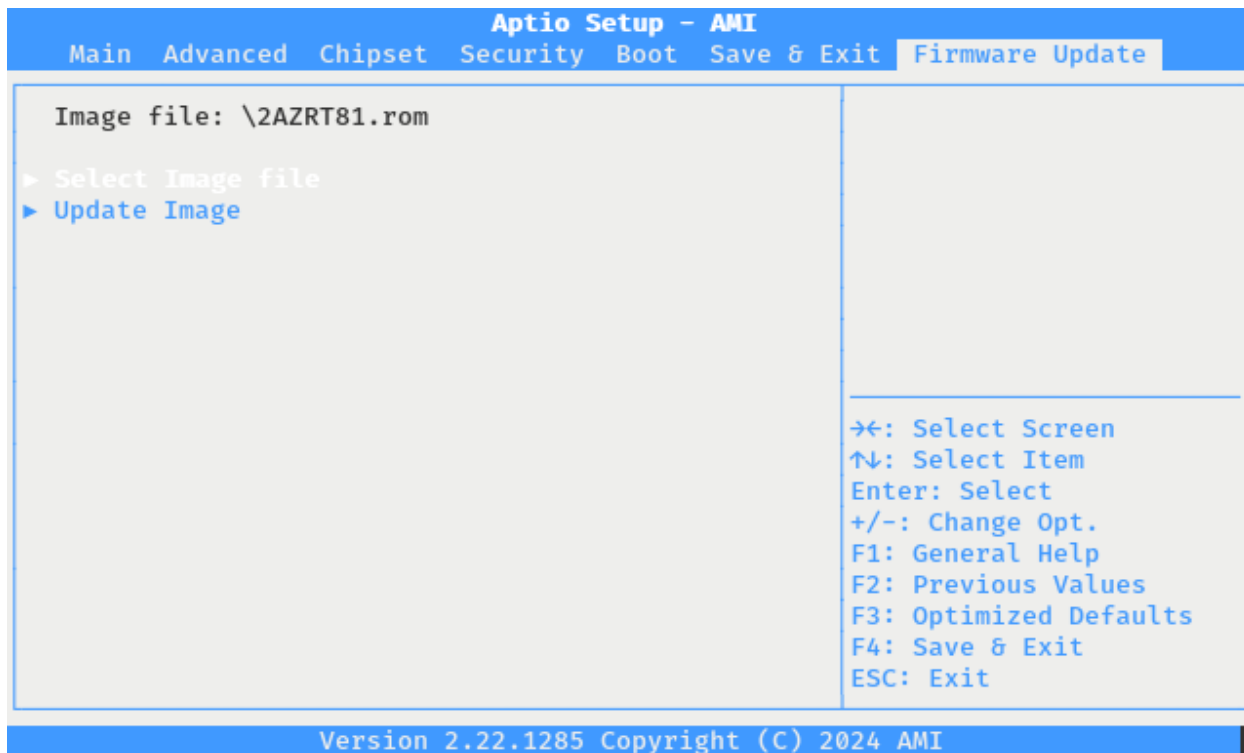 Aptio Setup - AMI
Main Advanced Chipset Security Boot Save & Exit Firmware Update
Image file: \2AZRT81.rom
► Select Image file
► Update Image
→←: Select Screen
↑↓: Select Item
Enter: Select
+/-: Change Opt.
F1: General Help
F2: Previous Values
F3: Optimized Defaults
F4: Save & Exit
ESC: Exit
Version 2.22.1285 Copyright (C) 2024 AMI